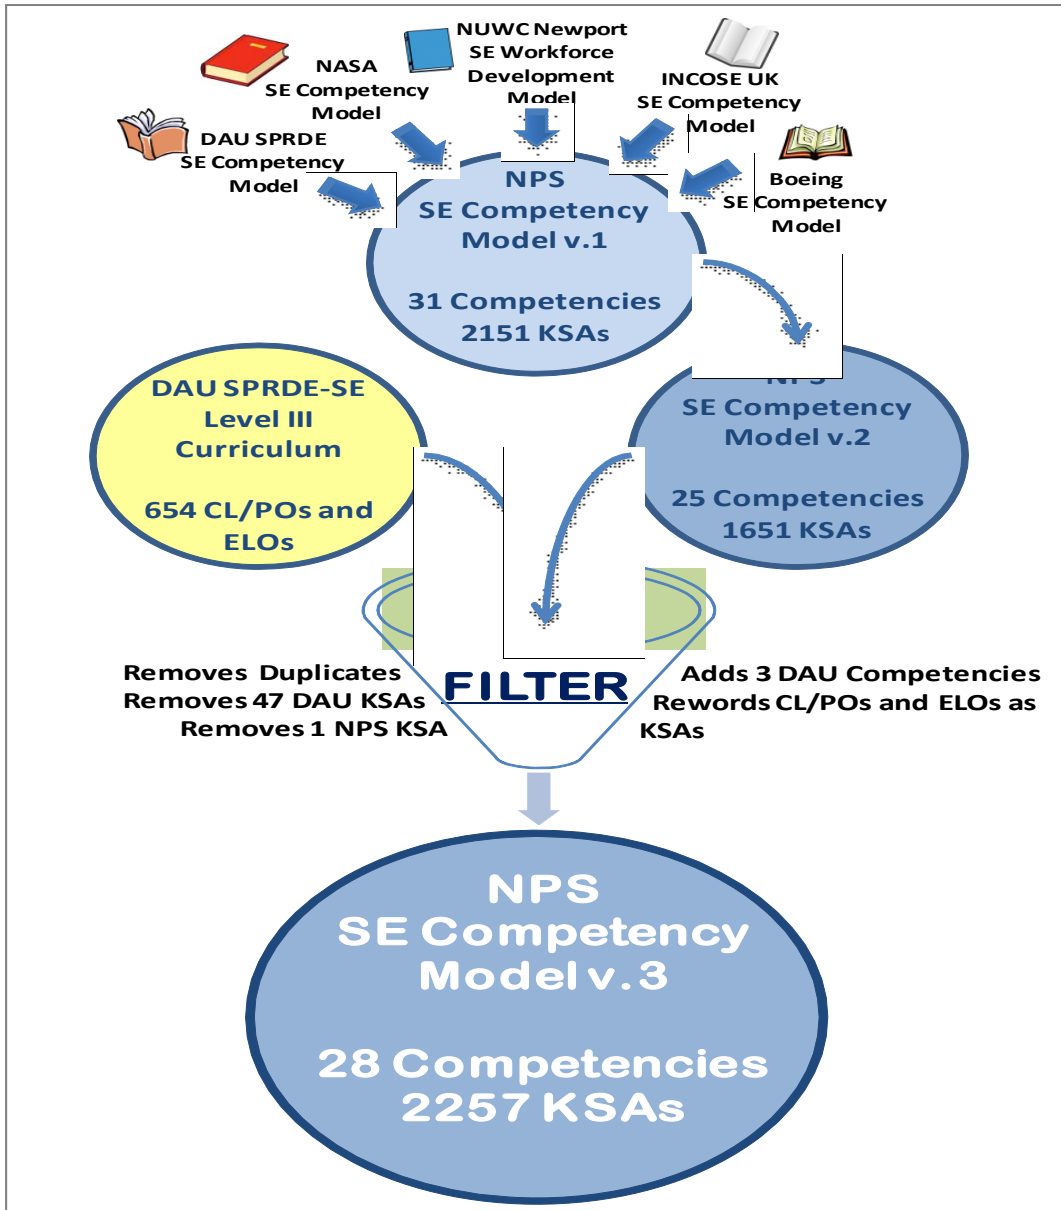 NUWC Newport
SE Workforce
Development
Model
NASA
SE Competency
Model
INCOSE UK
SE Competency
Model
DAU SPRDE
SE Competency
Model
Boeing
SE Competency
Model
NPS
SE Competency
Model v.1
31 Competencies
2151 KSAs
DAU SPRDE-SE
Level III
Curriculum
654 CL/POs and
ELOs
NPS
SE Competency
Model v.2
25 Competencies
1651 KSAs
Removes Duplicates
Removes 47 DAU KSAs
Removes 1 NPS KSA
FILTER
Adds 3 DAU Competencies
Rewords CL/POs and ELOs as
KSAs
NPS
SE Competency
Model v.3
28 Competencies
2257 KSAs